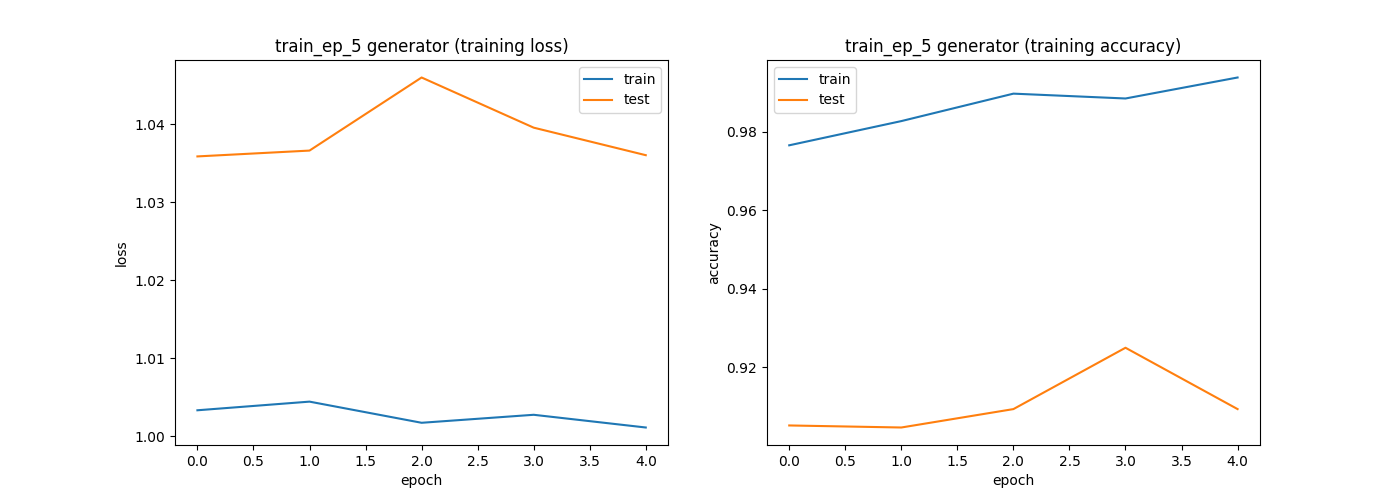 train_ep_5 generator (training loss)
train
test
1.04
1.03
1.02
1.01
1.00
loss
0.0 0.5 1.0 1.5 2.0 2.5 3.0 3.5 4.0
epoch
train_ep_5 generator (training accuracy)
train
test
0.98
0.96
0.94
0.92
accuracy
0.0 0.5 1.0 1.5 2.0 2.5 3.0 3.5 4.0
epoch